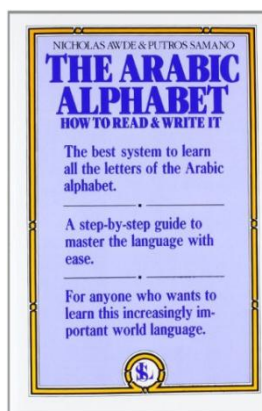 NICHOLAS AWDE & PUTROS SAMANO
THE ARABIC
ALPHABET
HOW TO READ & WRITE IT
The best system to learn
all the letters of the Arabic
alphabet.
A step-by-step guide to
master the language with
ease.
For anyone who wants to
learn this increasingly im-
portant world language.